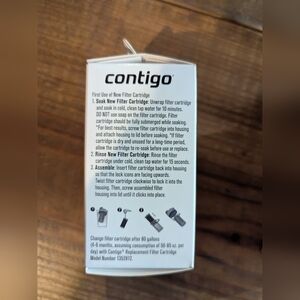 contigo
First Use of New Filter Cartridge
1. Soak New Filter Cartridge: Unwrap filter cartridge
and soak in cold, clean tap water for 10 minutes.
DO NOT use soap on the filter cartridge. Filter
cartridge should be fully submerged while soaking.
*For best results, screw filter cartridge into housing
and attach housing to lid before soaking. *If filter
cartridge is dry and unused for a long-time period,
allow the cartridge to re-soak before use or replace.
2. Rinse New Filter Cartridge: Rinse the filter
cartridge under cold, clean tap water for 15 seconds.
3. Assemble: Insert filter cartridge back into housing
so that the lock icons are facing upwards.
Twist filter cartridge clockwise to lock it into the
housing. Then, screw assembled filter
housing into lid until it clicks into place.
Change filter cartridge after 80 gallons
(4-6 months, assuming consumption of 56-80 oz. per
day) with Contigo® Replacement Filter Cartridge
Model Number